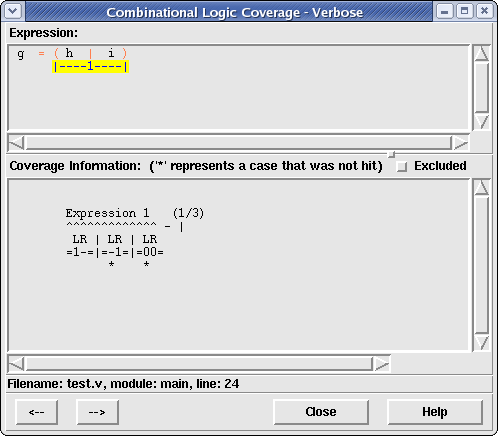 Combinational Logic Coverage - Verbose
Expression:
g = ( h | i )
|----1----|
Coverage Information: ('*' represents a case that was not hit) Excluded
Expression 1 (1/3)
^^^^^^^^^^^^^ - |
LR | LR | LR
=1-=|=-1=|=00=
* *
Filename: test.v, module: main, line: 24
<-- --> Close Help